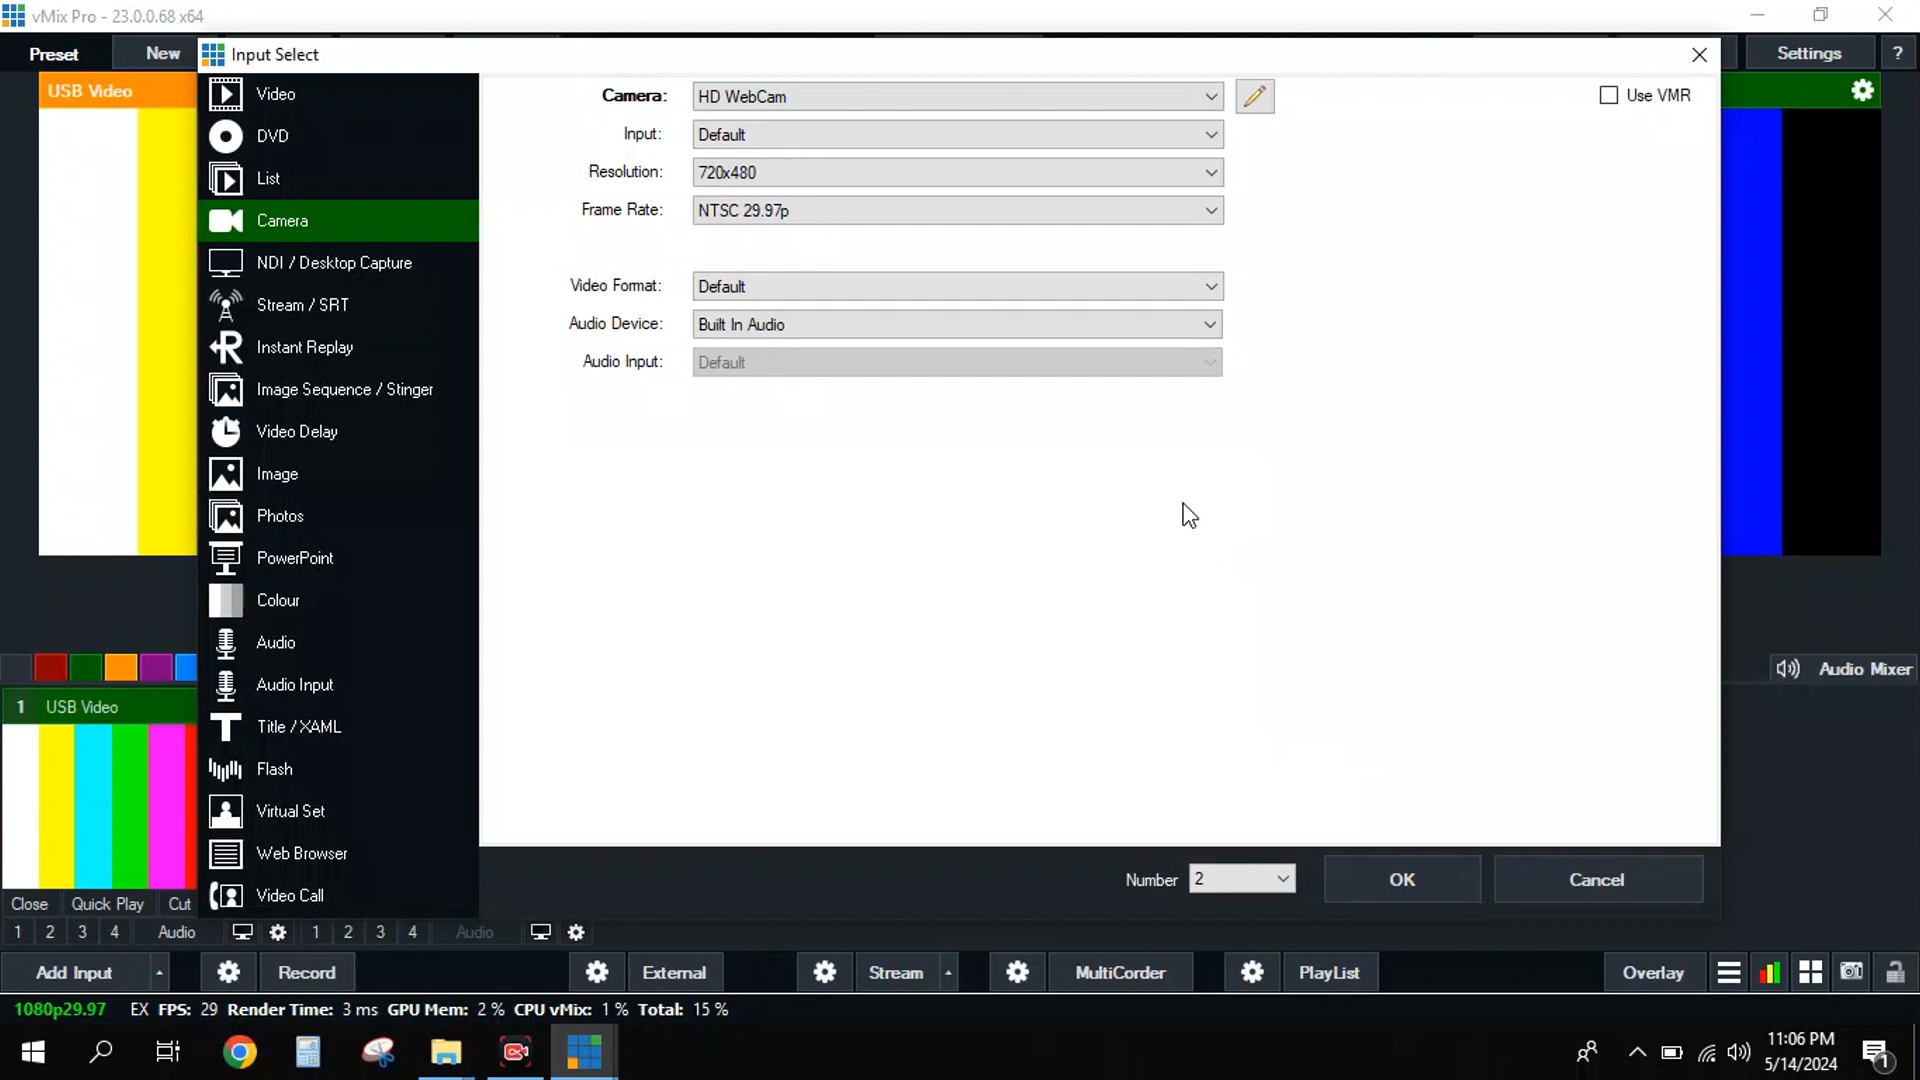 vMix Pro - 23.0.0.68 x64
Preset
New
Settings
?
Input Select
USB Video
Video
DVD
List
Camera
NDI / Desktop Capture
Stream / SRT
Instant Replay
Image Sequence / Stinger
Video Delay
Image
Photos
PowerPoint
Colour
Audio
Audio Input
Title / XAML
Flash
Virtual Set
Web Browser
Video Call
Camera: HD WebCam
Use VMR
Input: Default
Resolution: 720x480
Frame Rate: NTSC 29.97p
Video Format: Default
Audio Device: Built In Audio
Audio Input: Default
Number 2
OK
Cancel
Audio Mixer
1 USB Video
Close Quick Play Cut
1 2 3 4 Audio 1 2 3 4 Audio
Add Input Record External Stream MultiCorder PlayList Overlay
1080p29.97 EX FPS: 29 Render Time: 3 ms GPU Mem: 2 % CPU vMix: 1 % Total: 15 %
11:06 PM
5/14/2024
1